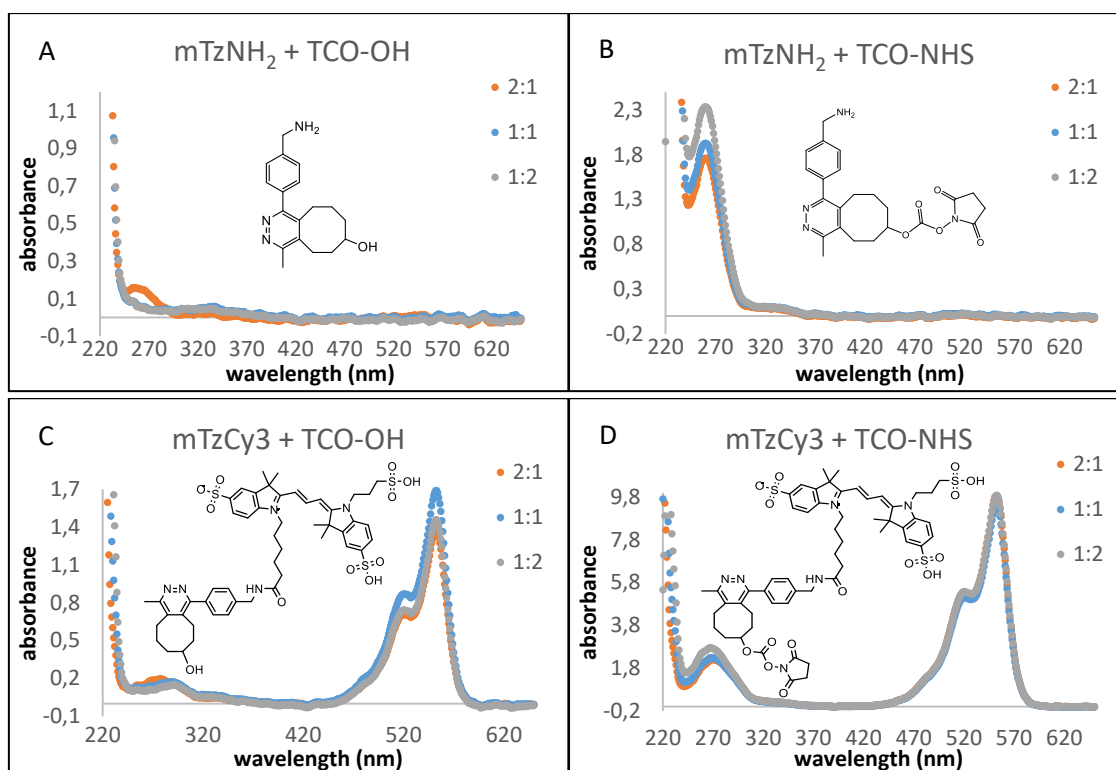 A
mTzNH₂ + TCO-OH
2:1
1:1
1:2
1,1
0,9
0,7
0,5
0,3
0,1
-0,1
absorbance
NH₂
N
N
OH
220 270 320 370 420 470 520 570 620
wavelength (nm)
B
mTzNH₂ + TCO-NHS
2:1
1:1
1:2
2,3
1,8
1,3
0,8
0,3
-0,2
absorbance
NH₂
N
N
O
O
O
N
O
O
220 270 320 370 420 470 520 570 620
wavelength (nm)
C
mTzCy3 + TCO-OH
2:1
1:1
1:2
1,7
1,4
1,1
0,8
0,5
0,2
-0,1
absorbance
O
O⁻
S
O
N⁺
N
O
S
OH
O
O
S
O
OH
N-N
HN
O
OH
220 320 420 520 620
wavelength (nm)
D
mTzCy3 + TCO-NHS
2:1
1:1
1:2
9,8
7,8
5,8
3,8
1,8
-0,2
absorbance
O
O⁻
S
O
N⁺
N
O
S
OH
O
O
S
O
OH
N-N
HN
O
O
O
O
N
O
O
220 270 320 370 420 470 520 570 620
wavelength (nm)